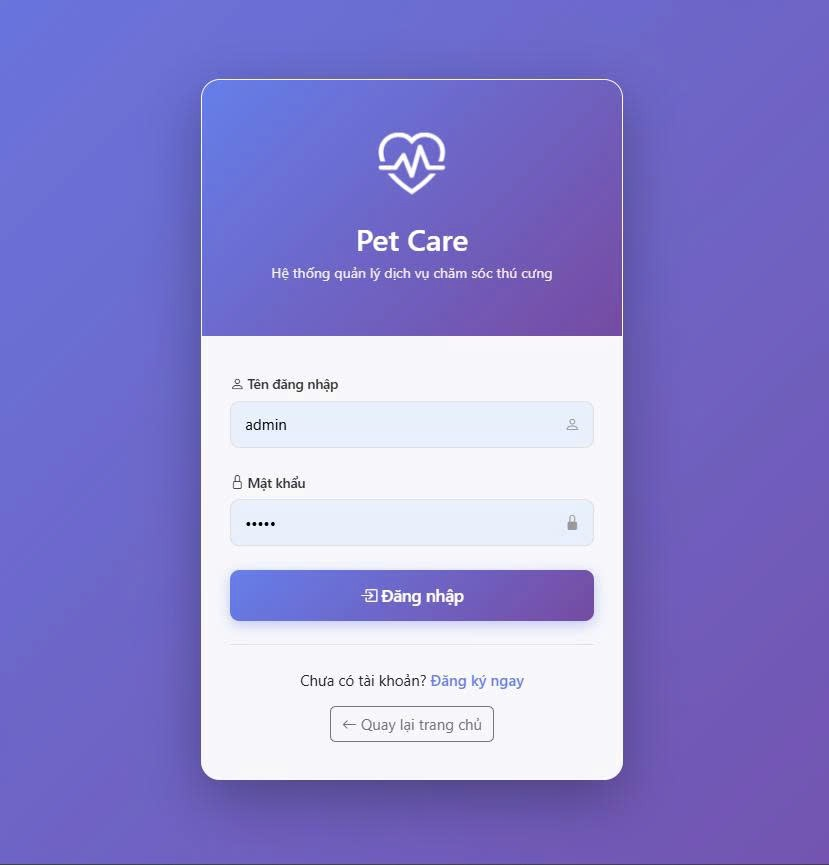 Pet Care
Hệ thống quản lý dịch vụ chăm sóc thú cưng
Tên đăng nhập
admin
Mật khẩu
•••••
Đăng nhập
Chưa có tài khoản? Đăng ký ngay
← Quay lại trang chủ